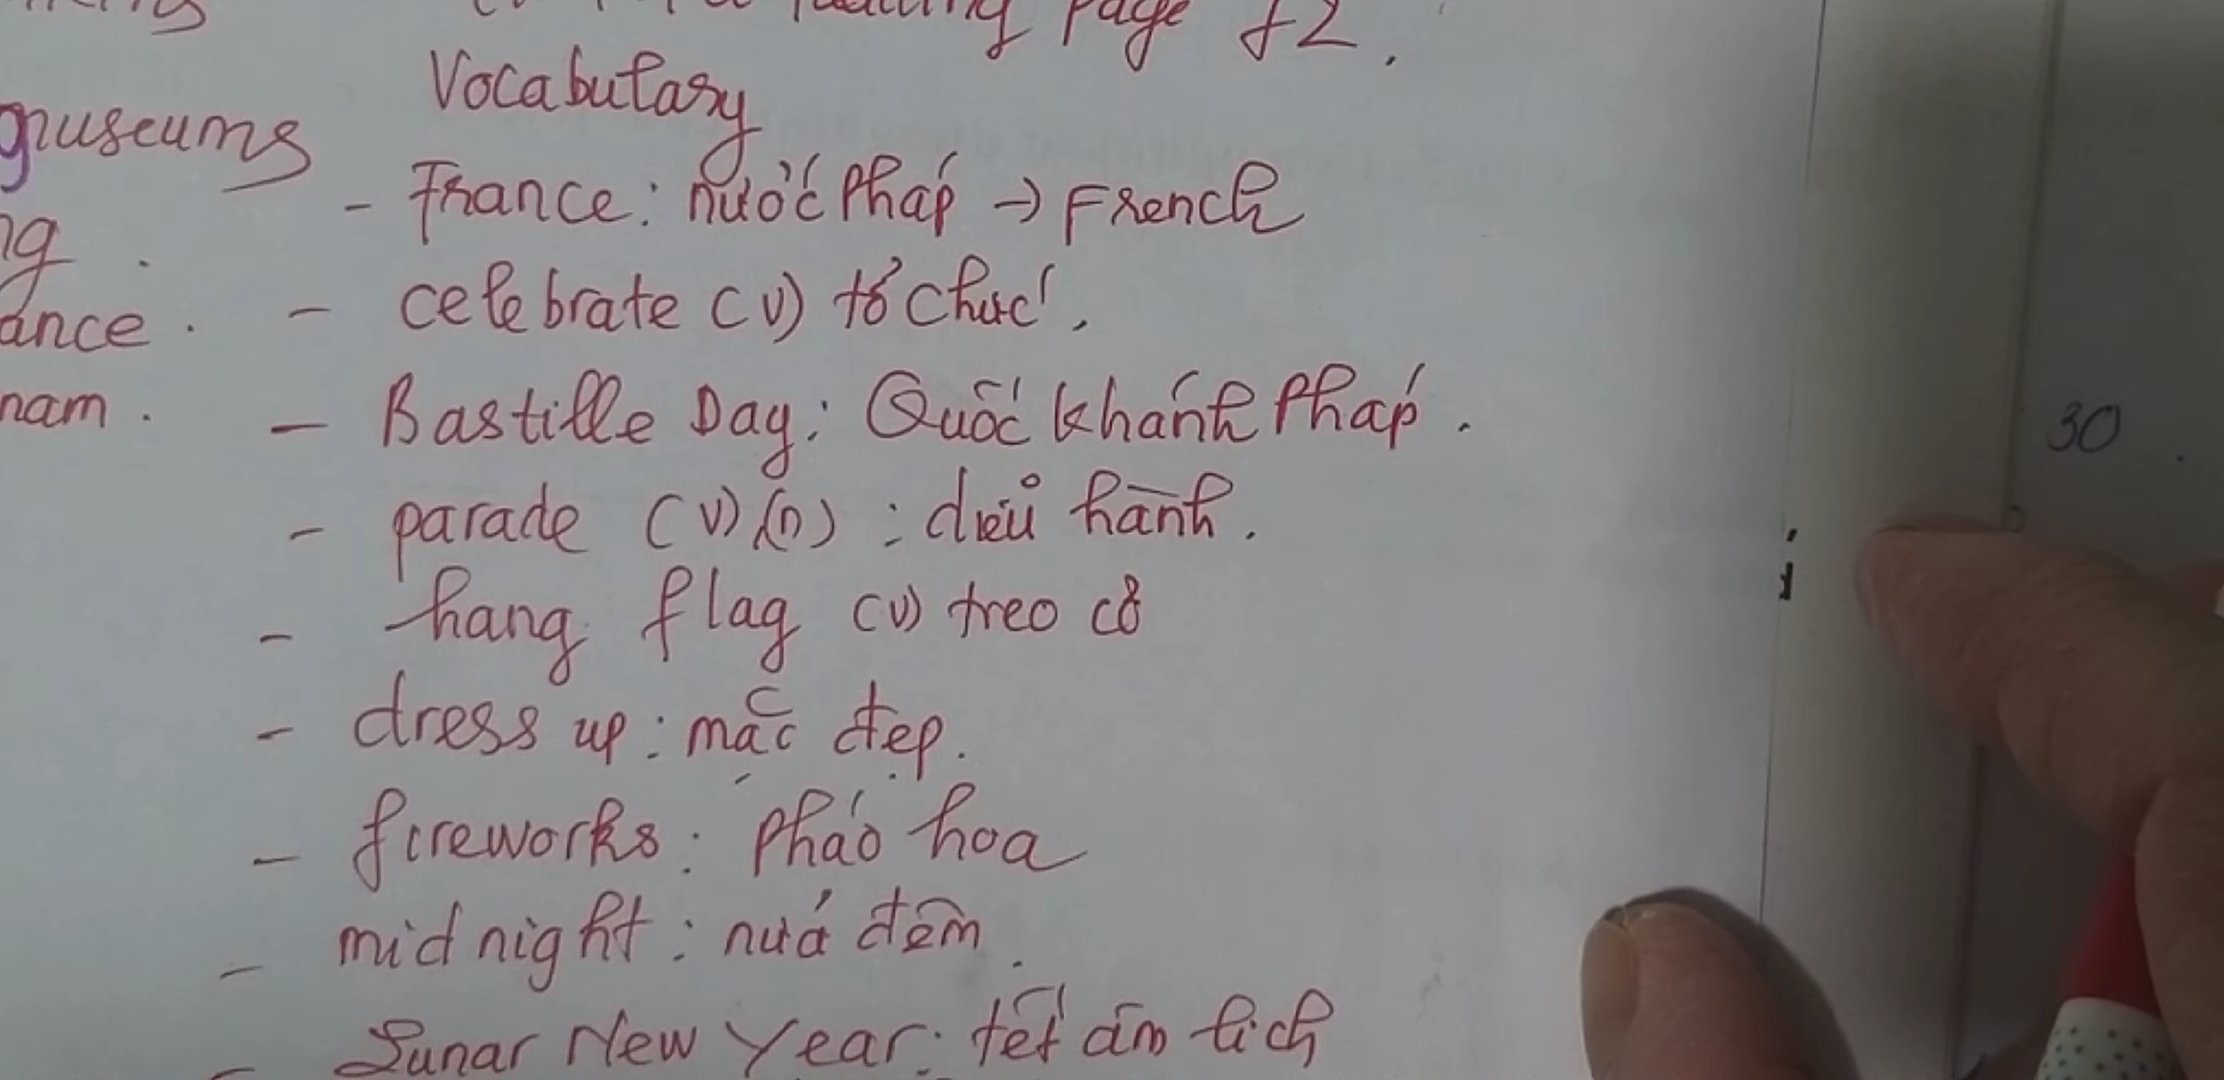 reading page 72.
Vocabulary
museums
- France: nước Pháp → French
ng.
- celebrate (v) tổ chức.
ance.
- Bastille Day: Quốc khánh Pháp.
nam.
30.
- parade (v)(n): diễu hành.
- hang flag (v) treo cờ
- dress up: mặc đẹp.
- fireworks: pháo hoa
- midnight: nửa đêm.
- Lunar New Year: tết âm lịch